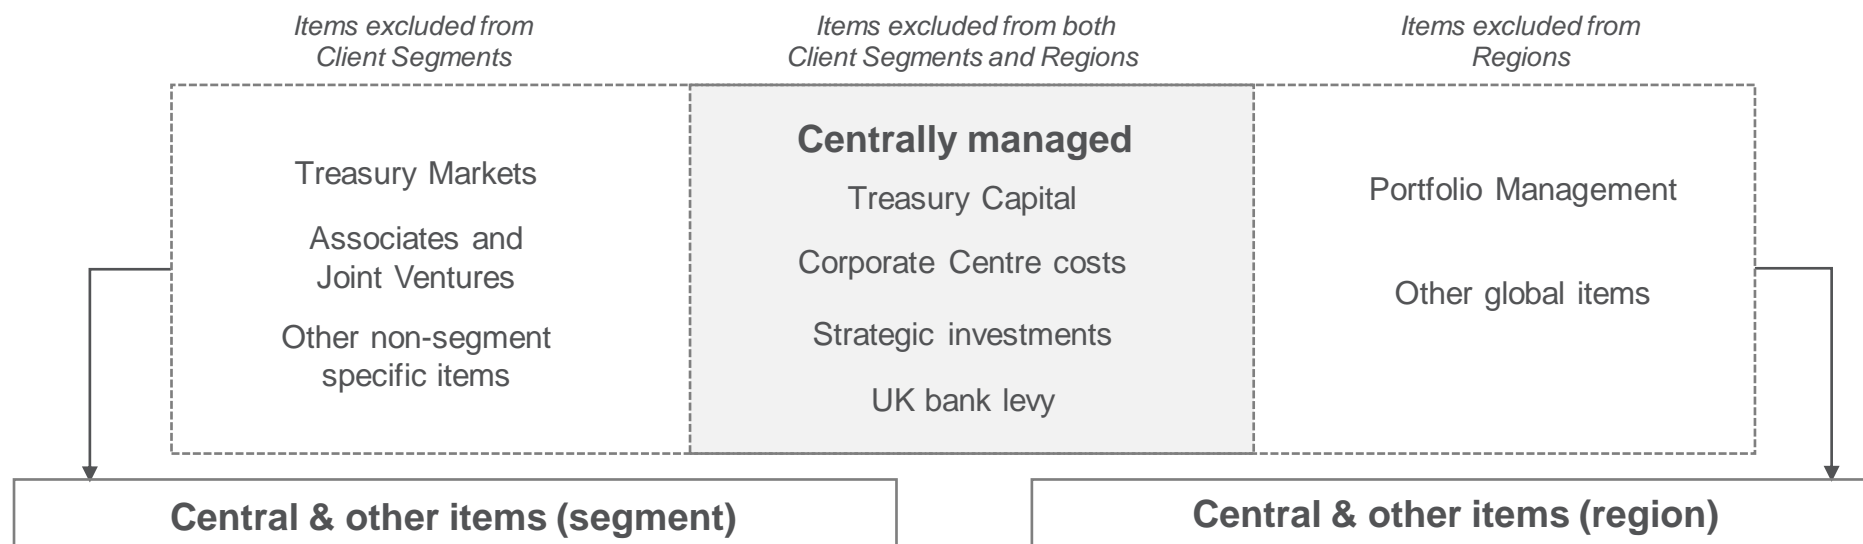 Items excluded from
Client Segments
Items excluded from both
Client Segments and Regions
Items excluded from
Regions
Treasury Markets
Associates and
Joint Ventures
Other non-segment
specific items
Centrally managed
Treasury Capital
Corporate Centre costs
Strategic investments
UK bank levy
Portfolio Management
Other global items
Central & other items (segment)
Central & other items (region)